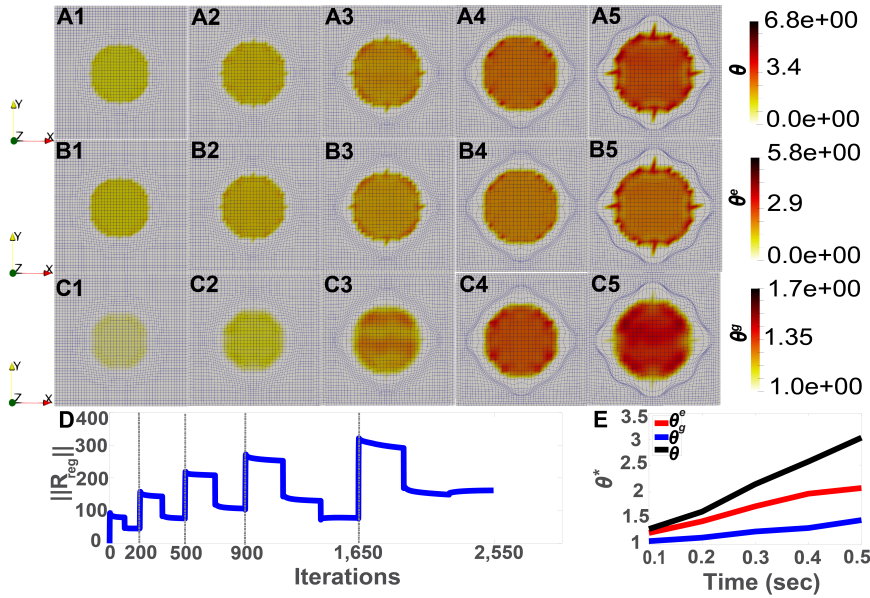 A1 A2 A3 A4 A5
6.8e+00
θ
3.4
0.0e+00
Y
Z X
B1 B2 B3 B4 B5
5.8e+00
θᵉ
2.9
0.0e+00
Y
Z X
C1 C2 C3 C4 C5
1.7e+00
θᵍ
1.35
1.0e+00
Y
Z X
D
||R_reg||
400
300
200
100
0
0 200 500 900 1,650 2,550
Iterations
E
θ*
3.5
3
2.5
2
1.5
1
θᵉ
θᵍ
θ
0.1 0.2 0.3 0.4 0.5
Time (sec)